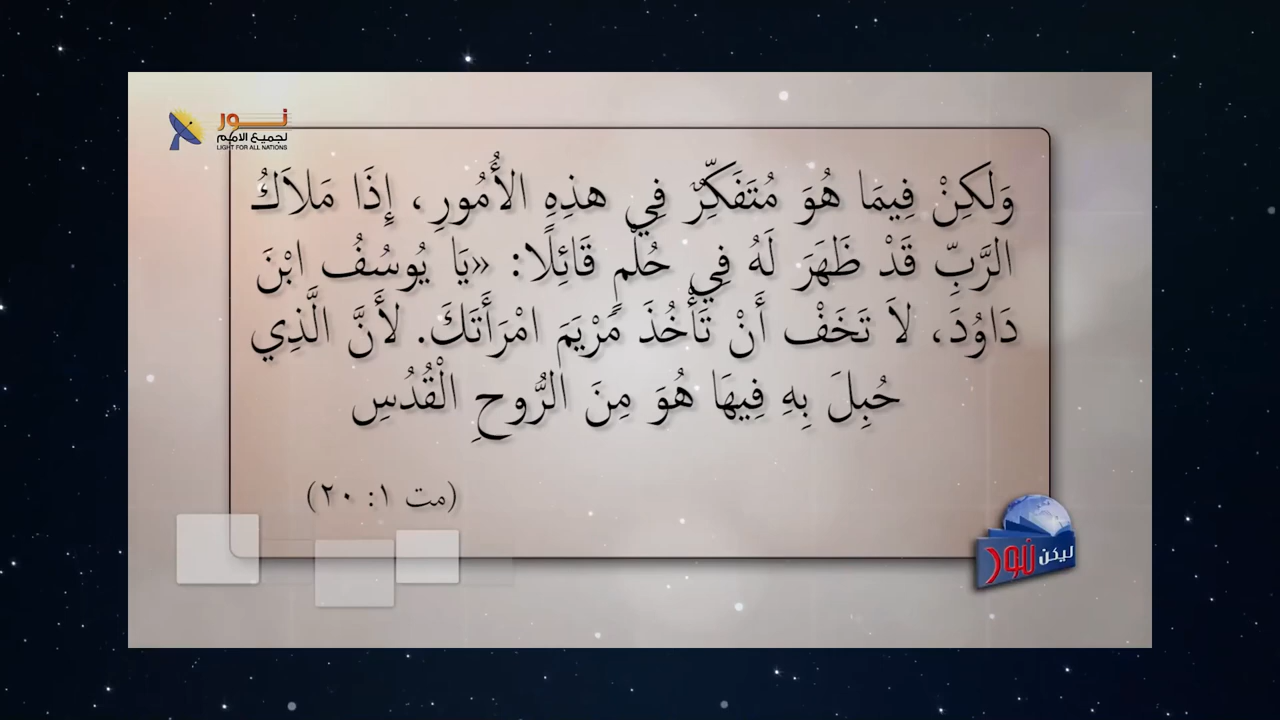 نور
لجميع الامم
LIGHT FOR ALL NATIONS
وَلكِنْ فِيمَا هُوَ مُتَفَكِّرٌ فِي هذِهِ الأُمُورِ، إِذَا مَلاَكُ
الرَّبِّ قَدْ ظَهَرَ لَهُ فِي حُلْمٍ قَائِلًا: «يَا يُوسُفُ ابْنَ
دَاوُدَ، لاَ تَخَفْ أَنْ تَأْخُذَ مَرْيَمَ امْرَأَتَكَ. لأَنَّ الَّذِي
حُبِلَ بِهِ فِيهَا هُوَ مِنَ الرُّوحِ الْقُدُسِ
(مت ١: ٢٠)
ليكن نور